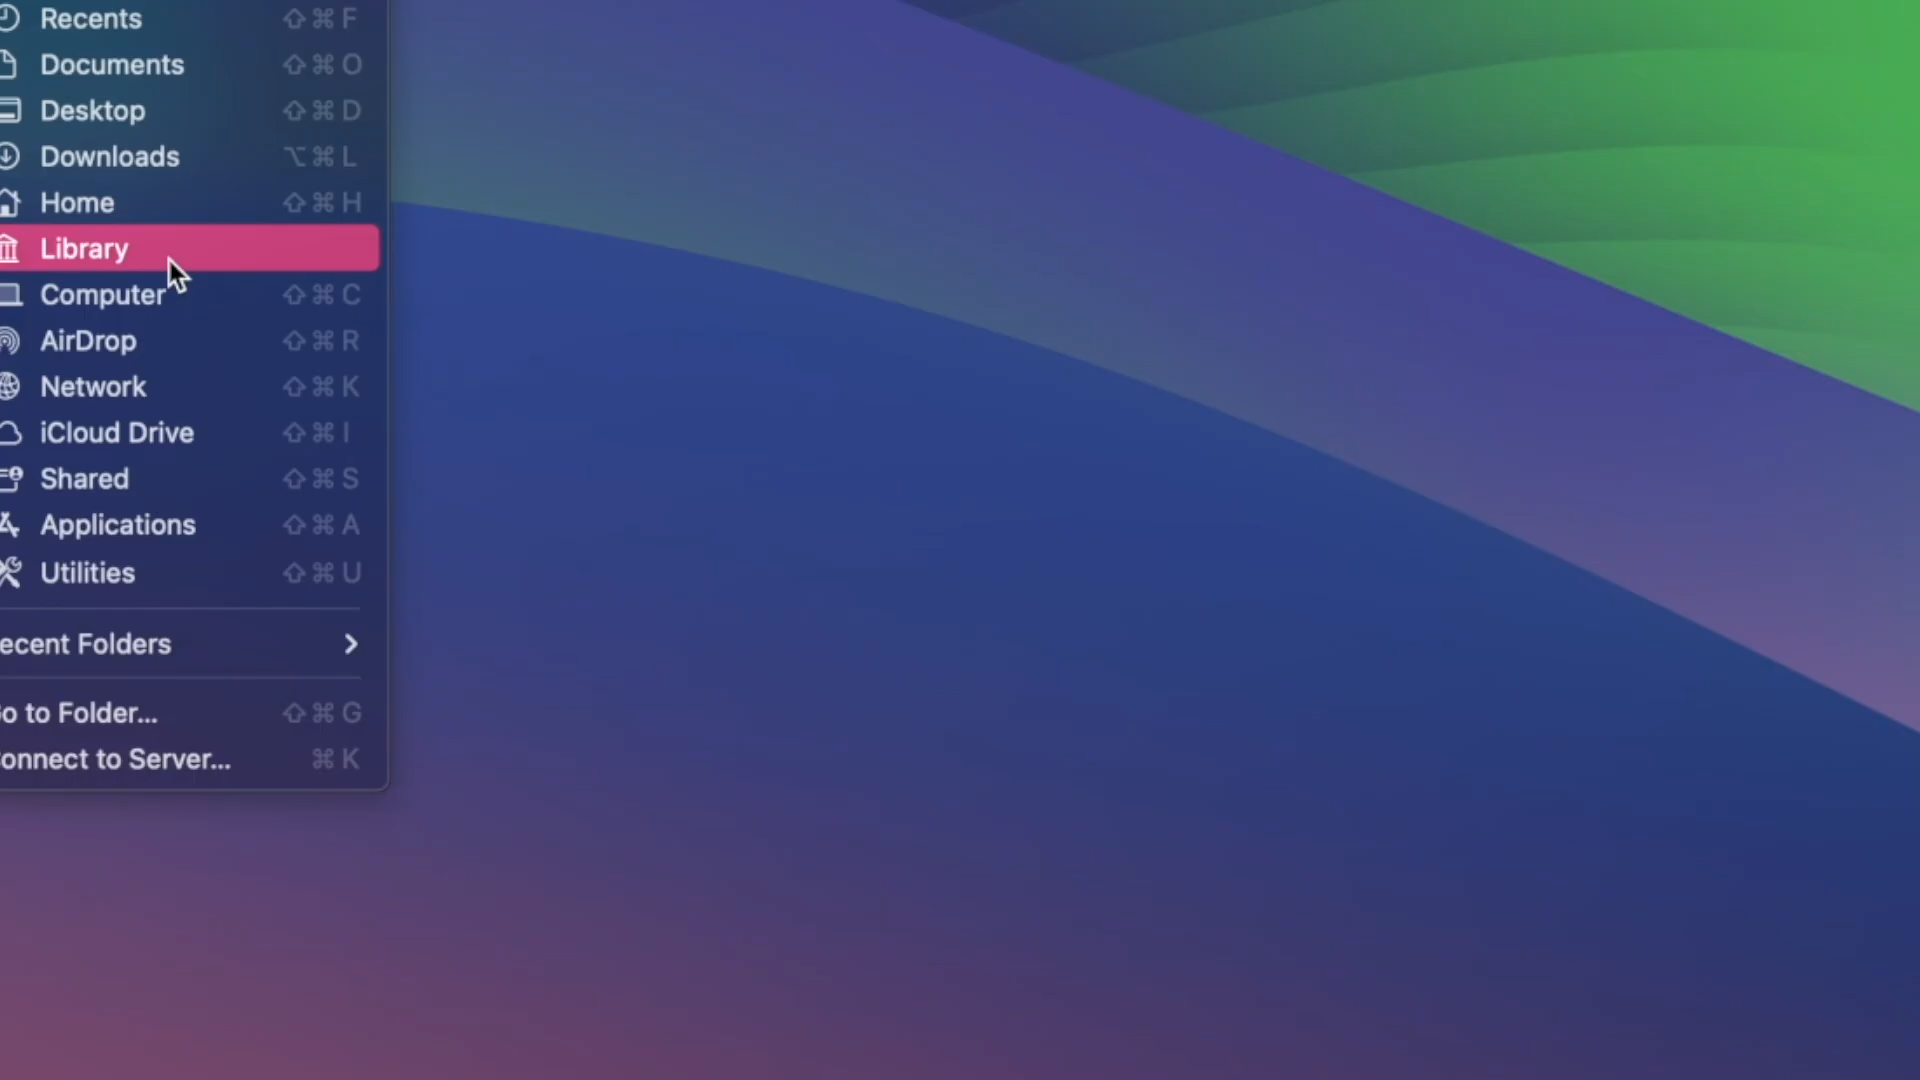 Recents ⇧⌘F
Documents ⇧⌘O
Desktop ⇧⌘D
Downloads ⌥⌘L
Home ⇧⌘H
Library
Computer ⇧⌘C
AirDrop ⇧⌘R
Network ⇧⌘K
iCloud Drive ⇧⌘I
Shared ⇧⌘S
Applications ⇧⌘A
Utilities ⇧⌘U
ecent Folders
o to Folder... ⇧⌘G
onnect to Server... ⌘K